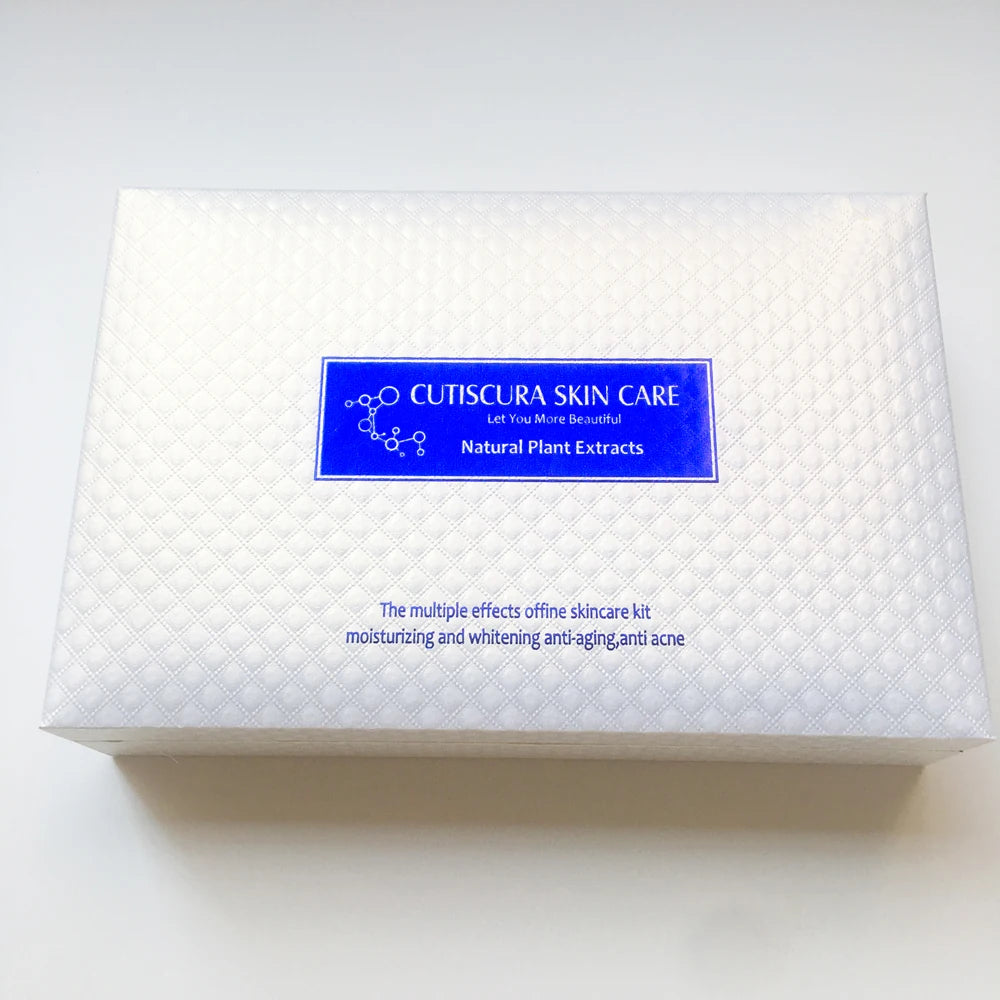 CUTISCURA SKIN CARE
Let You More Beautiful
Natural Plant Extracts
The multiple effects offine skincare kit
moisturizing and whitening anti-aging,anti acne